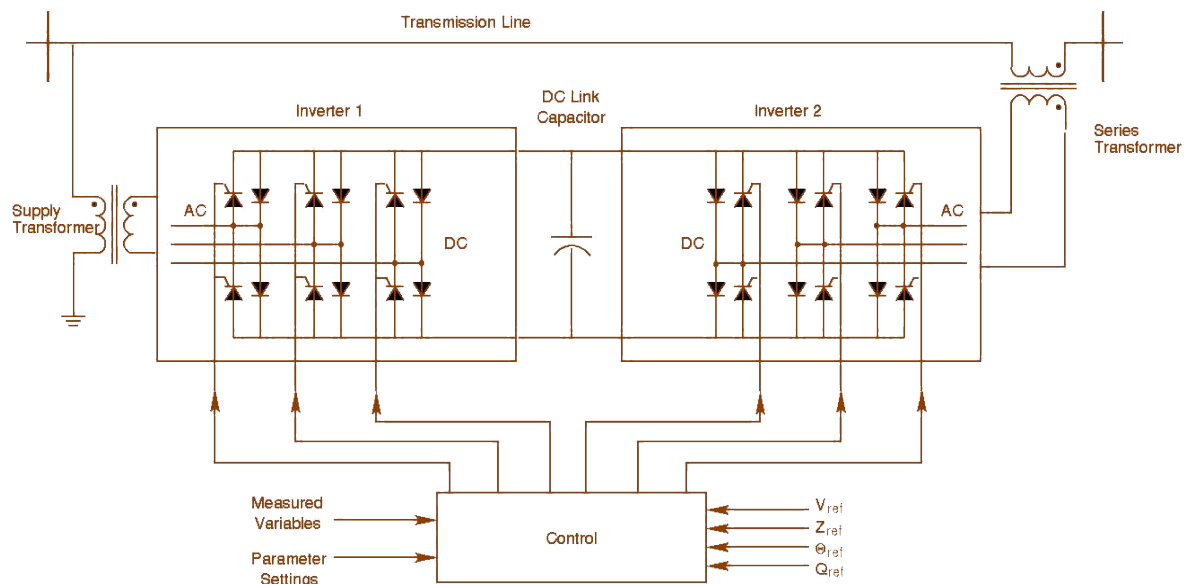 Transmission Line
Inverter 1
DC Link
Capacitor
Inverter 2
Series
Transformer
Supply
Transformer
AC
DC
DC
AC
Measured
Variables
Parameter
Settings
Control
Vref
Zref
Θref
Qref